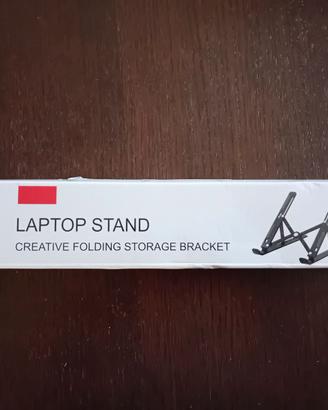 LAPTOP STAND
CREATIVE FOLDING STORAGE BRACKET